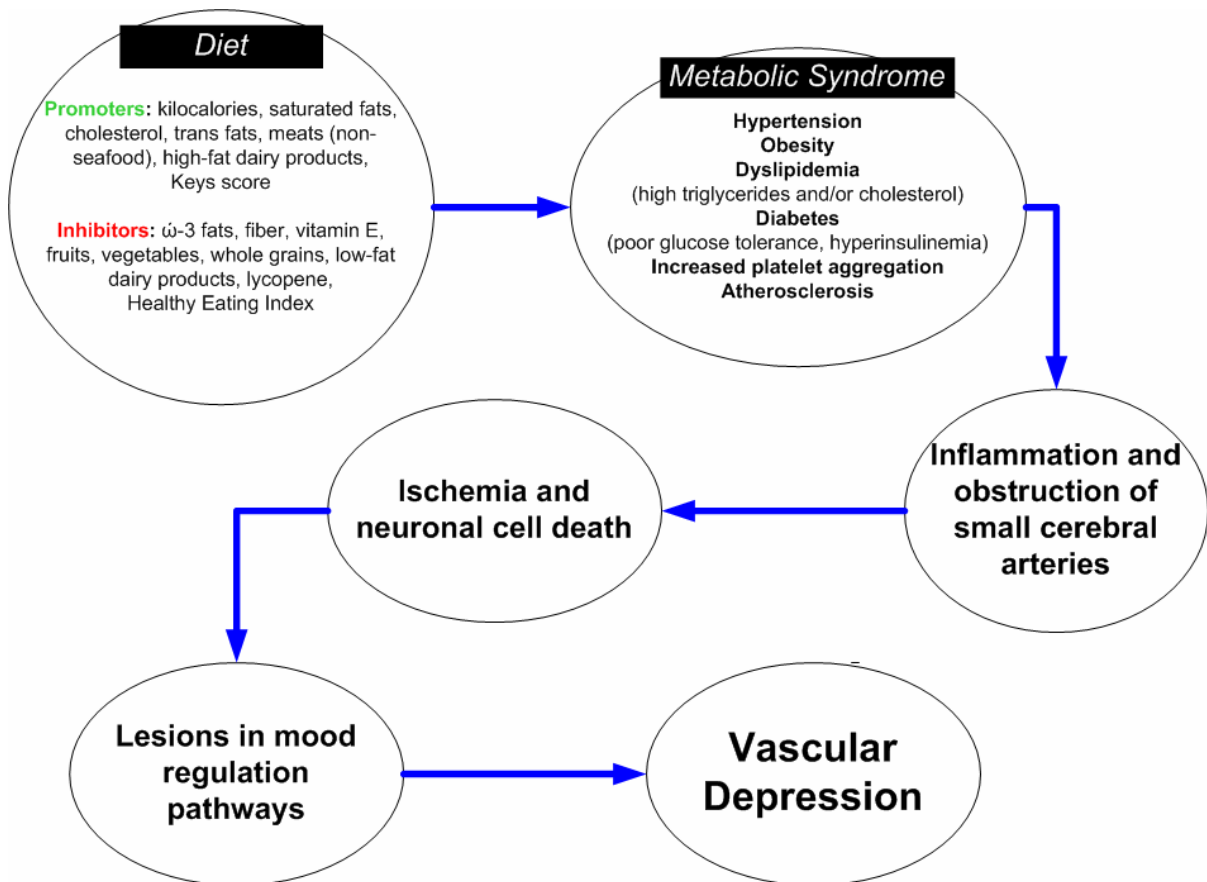 Diet
Promoters: kilocalories, saturated fats,
cholesterol, trans fats, meats (non-
seafood), high-fat dairy products,
Keys score
Inhibitors: ώ-3 fats, fiber, vitamin E,
fruits, vegetables, whole grains, low-fat
dairy products, lycopene,
Healthy Eating Index
Metabolic Syndrome
Hypertension
Obesity
Dyslipidemia
(high triglycerides and/or cholesterol)
Diabetes
(poor glucose tolerance, hyperinsulinemia)
Increased platelet aggregation
Atherosclerosis
Inflammation and
obstruction of
small cerebral
arteries
Ischemia and
neuronal cell death
Lesions in mood
regulation
pathways
Vascular
Depression